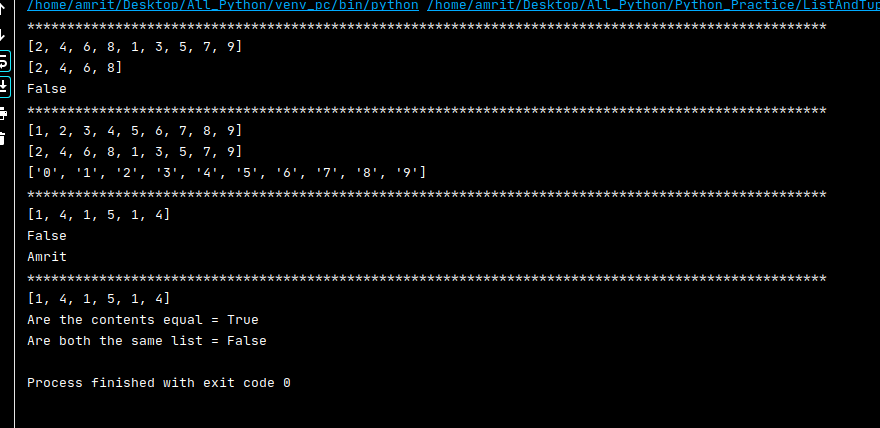 /home/amrit/Desktop/All_Python/venv_pc/bin/python /home/amrit/Desktop/All_Python/Python_Practice/ListAndTup
****************************************************************************************************
[2, 4, 6, 8, 1, 3, 5, 7, 9]
[2, 4, 6, 8]
False
****************************************************************************************************
[1, 2, 3, 4, 5, 6, 7, 8, 9]
[2, 4, 6, 8, 1, 3, 5, 7, 9]
['0', '1', '2', '3', '4', '5', '6', '7', '8', '9']
****************************************************************************************************
[1, 4, 1, 5, 1, 4]
False
Amrit
****************************************************************************************************
[1, 4, 1, 5, 1, 4]
Are the contents equal = True
Are both the same list = False
Process finished with exit code 0